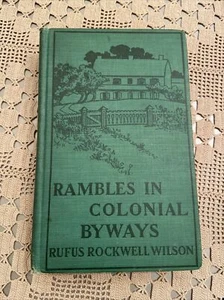 RAMBLES IN
COLONIAL
BYWAYS
RUFUS ROCKWELL WILSON